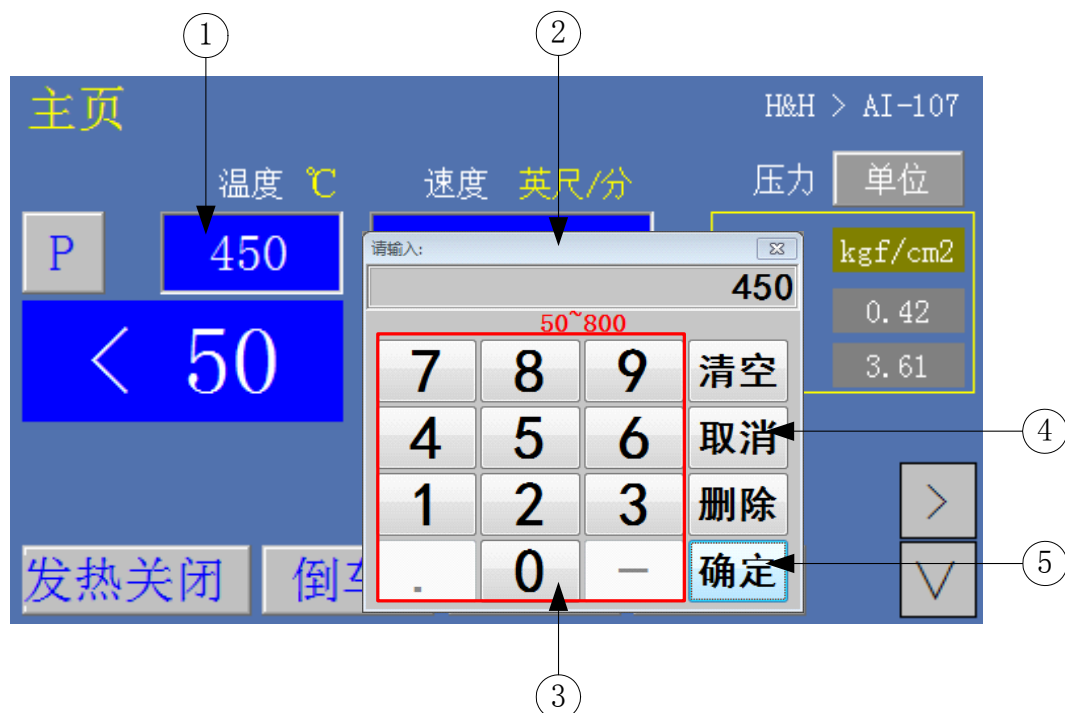 1
2
主页
H&H > AI-107
温度 ℃
速度 英尺/分
压力
单位
P
450
请输入:
450
50~800
kgf/cm2
0.42
3.61
< 50
7 8 9 清空
4 5 6 取消
1 2 3 删除
. 0 - 确定
4
5
>
∨
发热关闭
倒
3